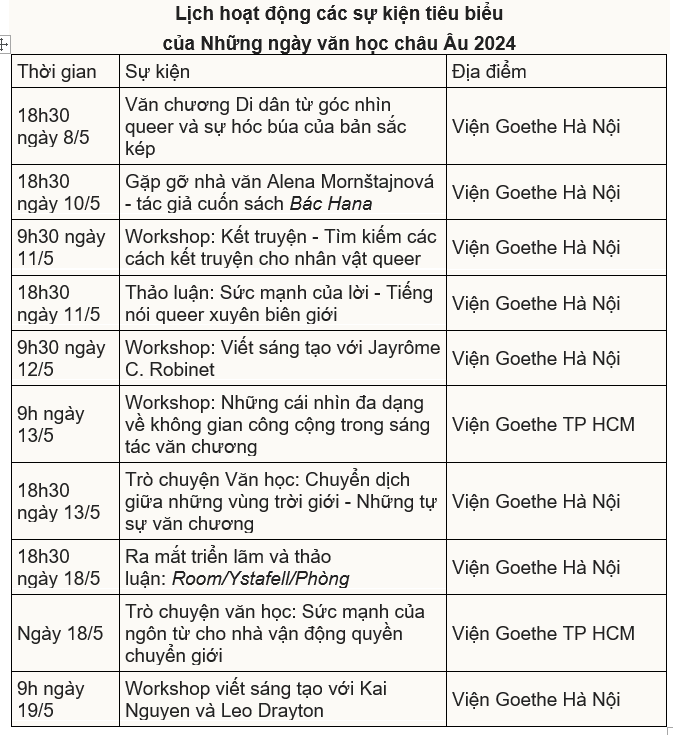 Lịch hoạt động các sự kiện tiêu biểu
của Những ngày văn học châu Âu 2024
Thời gian Sự kiện Địa điểm
18h30
ngày 8/5
Văn chương Di dân từ góc nhìn
queer và sự hóc búa của bản sắc
kép
Viện Goethe Hà Nội
18h30
ngày 10/5
Gặp gỡ nhà văn Alena Mornštajnová
- tác giả cuốn sách Bác Hana
Viện Goethe Hà Nội
9h30 ngày
11/5
Workshop: Kết truyện - Tìm kiếm các
cách kết truyện cho nhân vật queer
Viện Goethe Hà Nội
18h30
ngày 11/5
Thảo luận: Sức mạnh của lời - Tiếng
nói queer xuyên biên giới
Viện Goethe Hà Nội
9h30 ngày
12/5
Workshop: Viết sáng tạo với Jayrôme
C. Robinet
Viện Goethe Hà Nội
9h ngày
13/5
Workshop: Những cái nhìn đa dạng
về không gian công cộng trong sáng
tác văn chương
Viện Goethe TP HCM
18h30
ngày 13/5
Trò chuyện Văn học: Chuyển dịch
giữa những vùng trời giới - Những tự
sự văn chương
Viện Goethe Hà Nội
18h30
ngày 18/5
Ra mắt triển lãm và thảo
luận: Room/Ystafell/Phòng
Viện Goethe Hà Nội
Ngày 18/5
Trò chuyện văn học: Sức mạnh của
ngôn từ cho nhà vận động quyền
chuyển giới
Viện Goethe TP HCM
9h ngày
19/5
Workshop viết sáng tạo với Kai
Nguyen và Leo Drayton
Viện Goethe Hà Nội